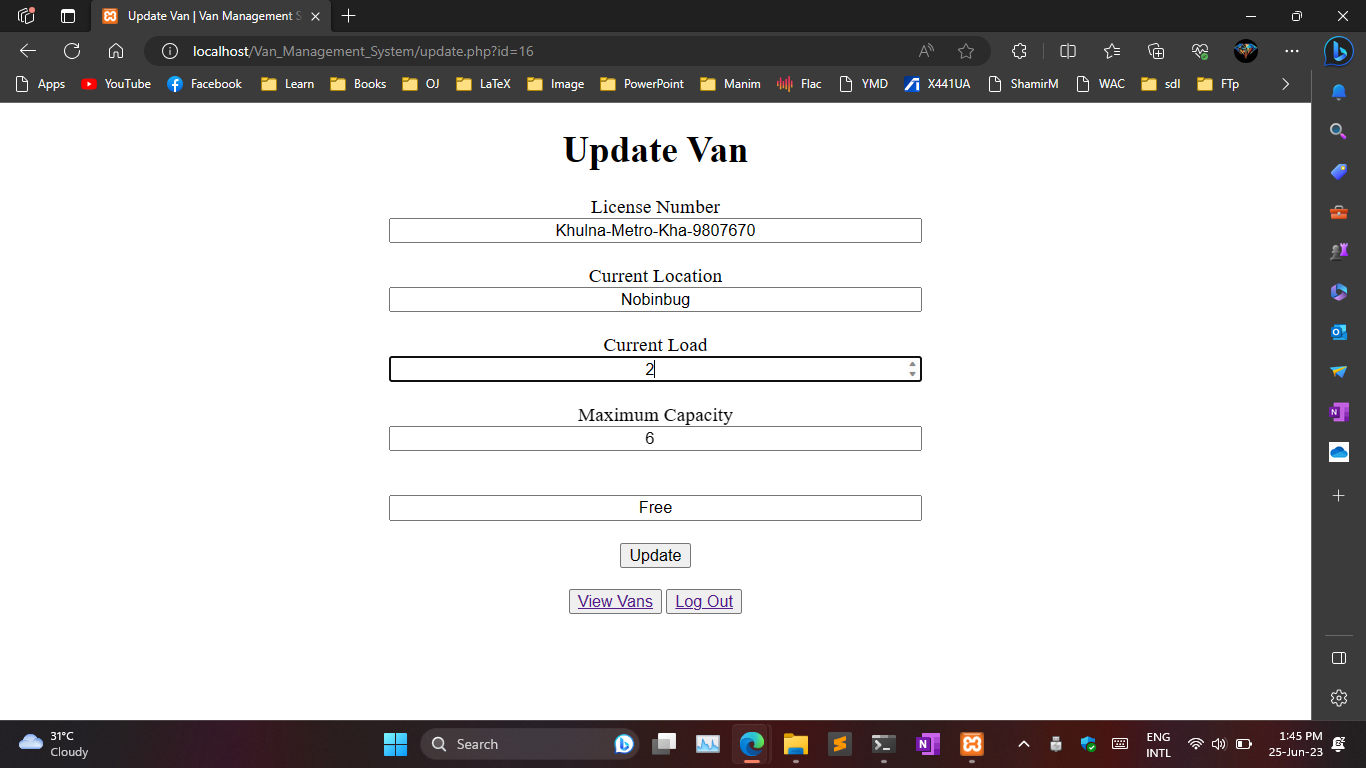 Update Van | Van Management S
localhost/Van_Management_System/update.php?id=16
Apps YouTube Facebook Learn Books OJ LaTeX Image PowerPoint Manim Flac YMD X441UA ShamirM WAC sdl FTp
Update Van
License Number
Khulna-Metro-Kha-9807670
Current Location
Nobinbug
Current Load
2
Maximum Capacity
6
Free
Update
View Vans Log Out
31°C
Cloudy
Search
ENG
INTL
1:45 PM
25-Jun-23